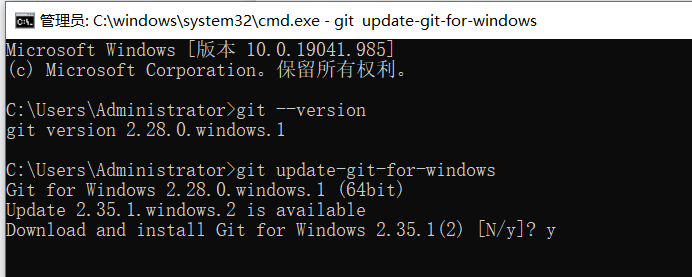 管理员: C:\windows\system32\cmd.exe - git  update-git-for-windows
Microsoft Windows [版本 10.0.19041.985]
(c) Microsoft Corporation。保留所有权利。
C:\Users\Administrator>git --version
git version 2.28.0.windows.1
C:\Users\Administrator>git update-git-for-windows
Git for Windows 2.28.0.windows.1 (64bit)
Update 2.35.1.windows.2 is available
Download and install Git for Windows 2.35.1(2) [N/y]? y